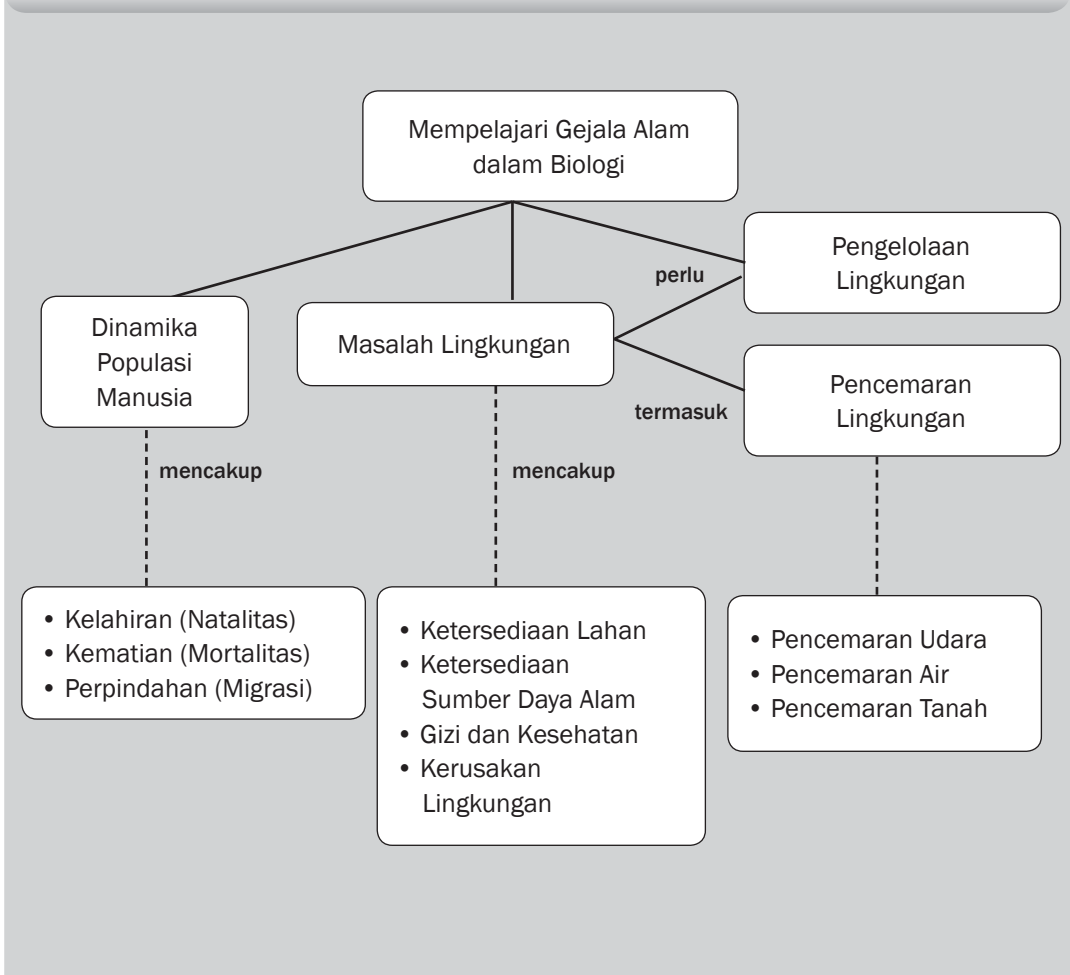 Mempelajari Gejala Alam
dalam Biologi
Pengelolaan
Lingkungan
perlu
Dinamika
Populasi
Manusia
Masalah Lingkungan
Pencemaran
Lingkungan
termasuk
mencakup
mencakup
• Kelahiran (Natalitas)
• Kematian (Mortalitas)
• Perpindahan (Migrasi)
• Ketersediaan Lahan
• Ketersediaan
Sumber Daya Alam
• Gizi dan Kesehatan
• Kerusakan
Lingkungan
• Pencemaran Udara
• Pencemaran Air
• Pencemaran Tanah